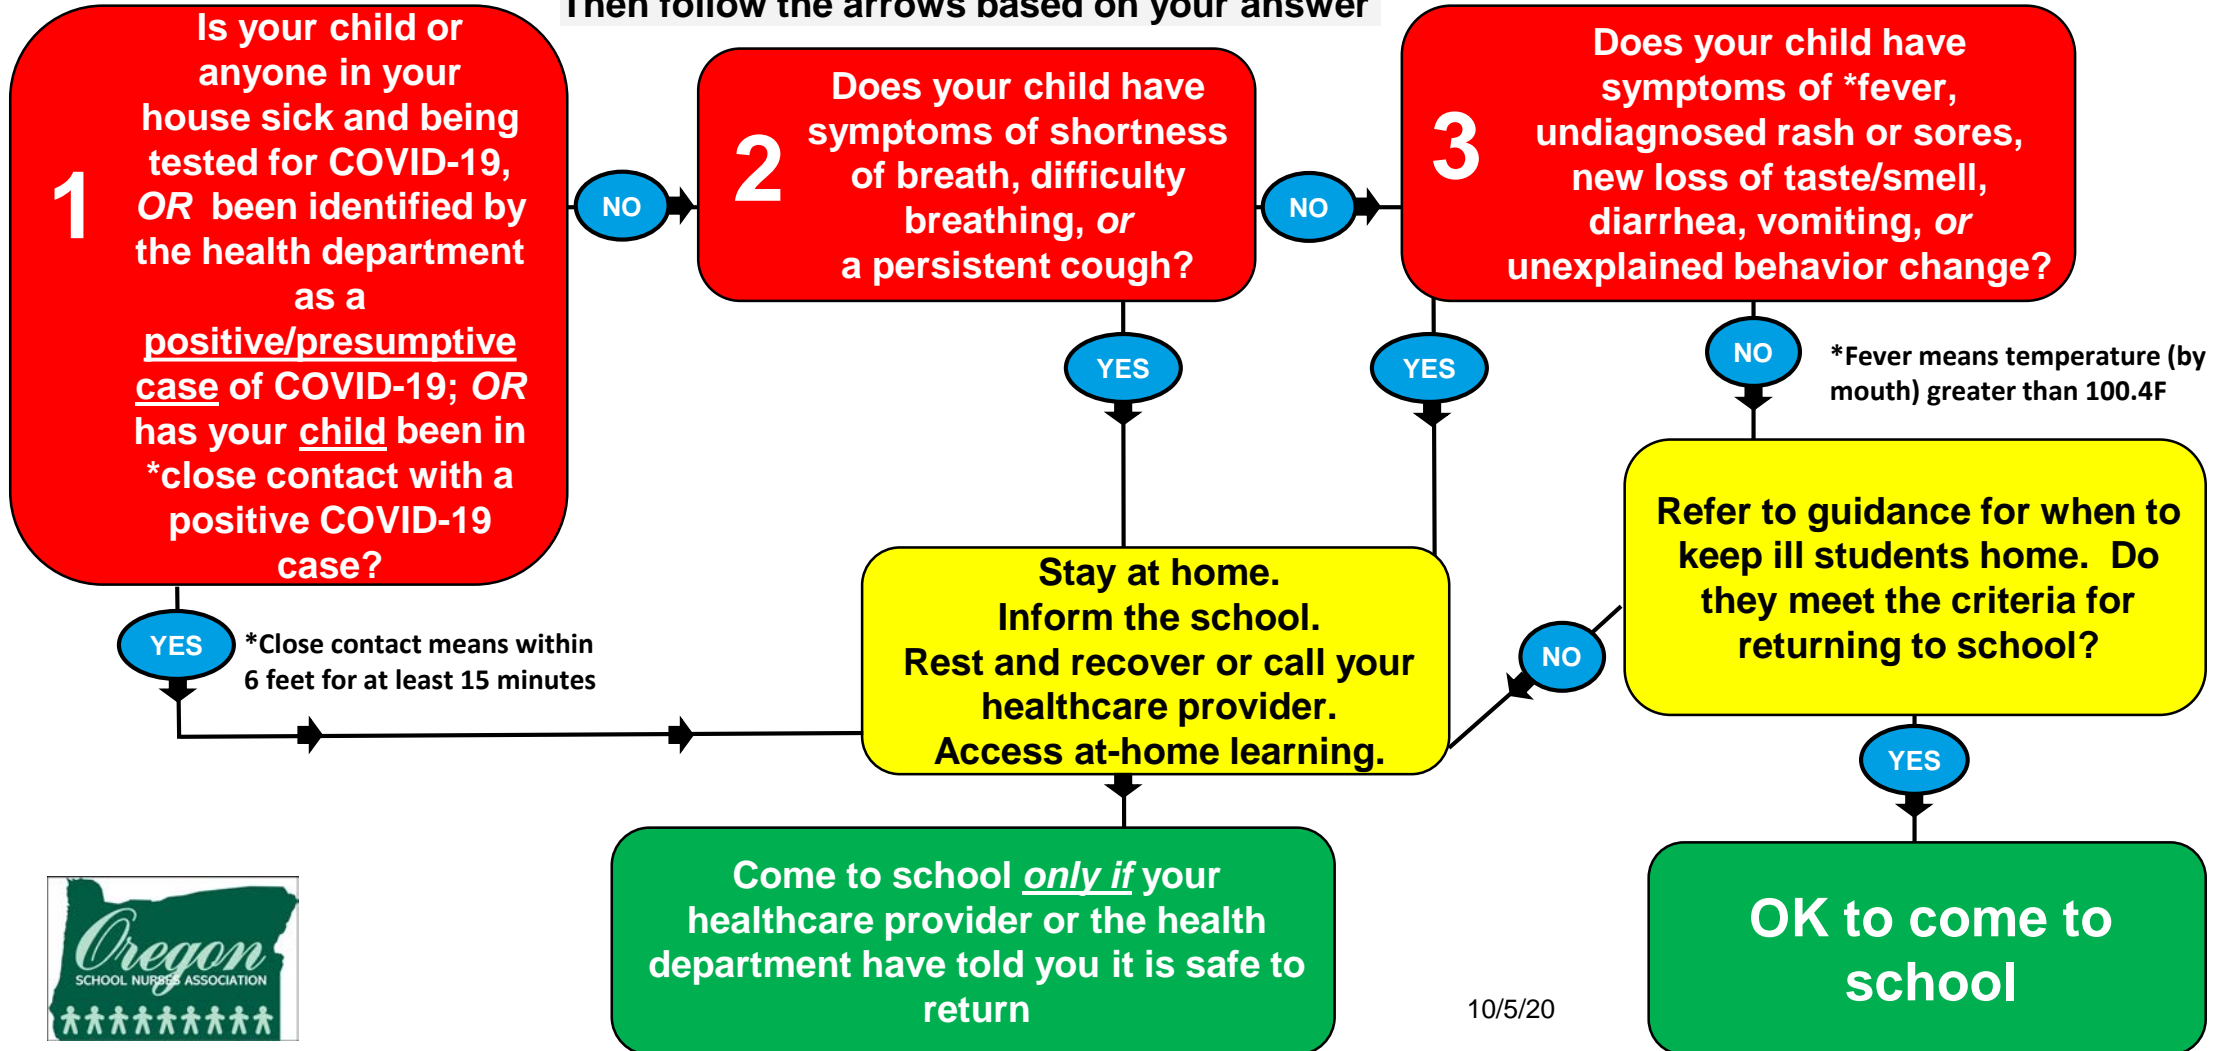 Then follow the arrows based on your answer
1
Is your child or
anyone in your
house sick and being
tested for COVID-19,
OR been identified by
the health department
as a
positive/presumptive
case of COVID-19; OR
has your child been in
*close contact with a
positive COVID-19
case?
NO
2
Does your child have
symptoms of shortness
of breath, difficulty
breathing, or
a persistent cough?
NO
3
Does your child have
symptoms of *fever,
undiagnosed rash or sores,
new loss of taste/smell,
diarrhea, vomiting, or
unexplained behavior change?
YES
YES
NO
*Fever means temperature (by
mouth) greater than 100.4F
YES
*Close contact means within
6 feet for at least 15 minutes
Stay at home.
Inform the school.
Rest and recover or call your
healthcare provider.
Access at-home learning.
NO
Refer to guidance for when to
keep ill students home.  Do
they meet the criteria for
returning to school?
YES
Come to school only if your
healthcare provider or the health
department have told you it is safe to
return
OK to come to
school
Oregon
SCHOOL NURSES ASSOCIATION
10/5/20